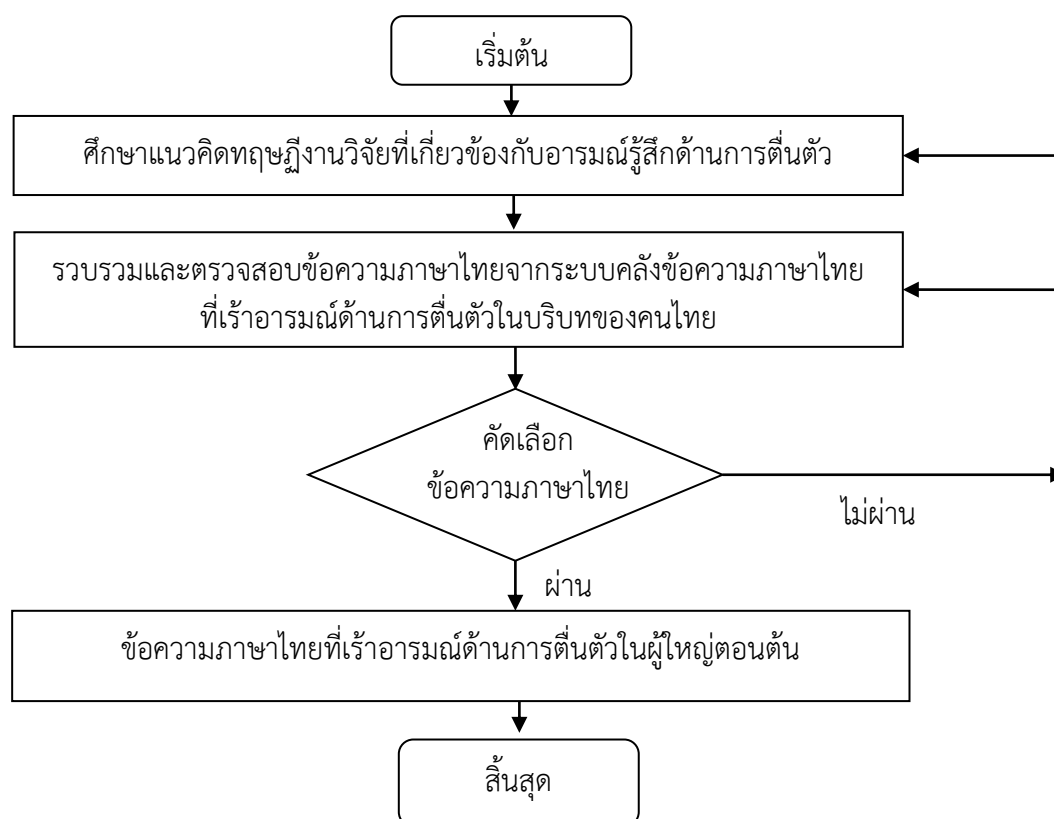 เริ่มต้น
ศึกษาแนวคิดทฤษฏีงานวิจัยที่เกี่ยวข้องกับอารมณ์รู้สึกด้านการตื่นตัว
รวบรวมและตรวจสอบข้อความภาษาไทยจากระบบคลังข้อความภาษาไทย
ที่เร้าอารมณ์ด้านการตื่นตัวในบริบทของคนไทย
คัดเลือก
ข้อความภาษาไทย
ไม่ผ่าน
ผ่าน
ข้อความภาษาไทยที่เร้าอารมณ์ด้านการตื่นตัวในผู้ใหญ่ตอนต้น
สิ้นสุด